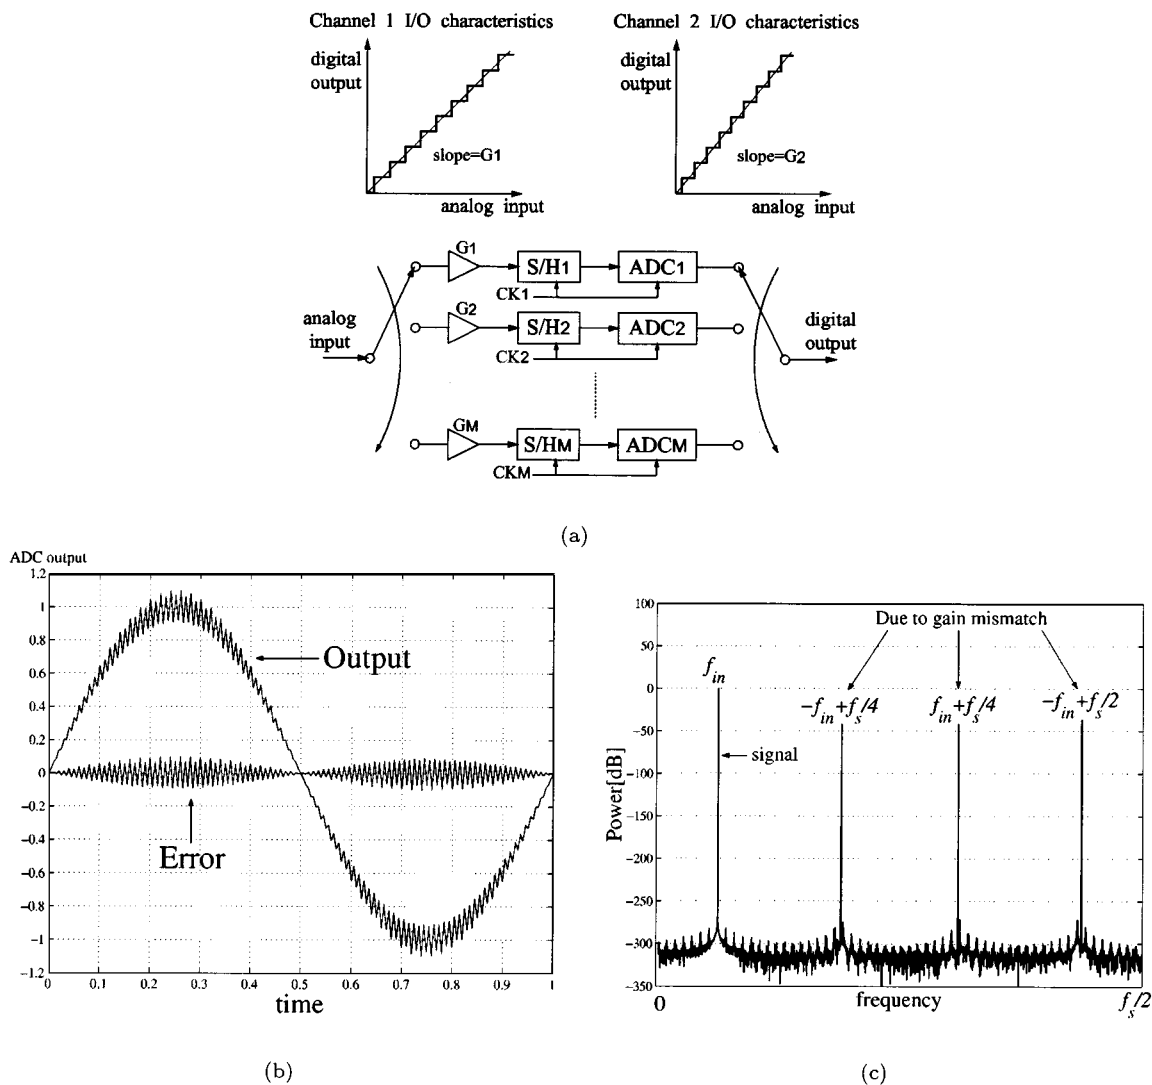 Channel 1 I/O characteristics
Channel 2 I/O characteristics
digital
output
slope=G1
analog input
digital
output
slope=G2
analog input
analog
input
G1
S/H1
ADC1
CK1
G2
S/H2
ADC2
CK2
GM
S/HM
ADCM
CKM
digital
output
(a)
ADC output
1.2
1
0.8
0.6
0.4
0.2
0
-0.2
-0.4
-0.6
-0.8
-1
-1.2
Output
Error
0 0.1 0.2 0.3 0.4 0.5 0.6 0.7 0.8 0.9 1
time
(b)
100
50
0
-50
-100
-150
-200
-250
-300
-350
Power[dB]
Due to gain mismatch
f_in
-f_in+f_s/4
f_in+f_s/4
-f_in+f_s/2
signal
0
frequency
f_s/2
(c)